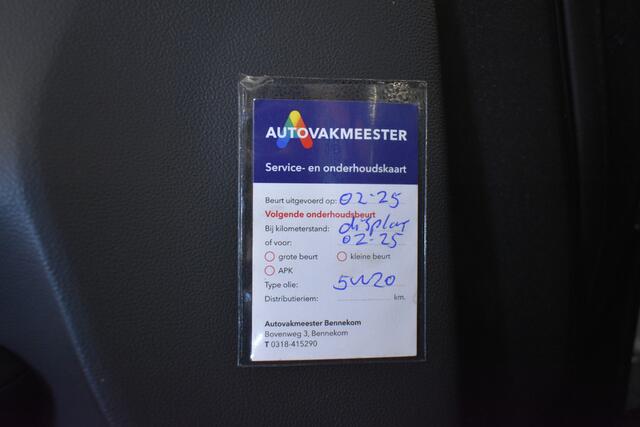 AUTOVAKMEESTER
Service- en onderhoudskaart
Beurt uitgevoerd op: 02-25
Volgende onderhoudsbeurt
Bij kilometerstand: display
of voor: 02-25
grote beurt kleine beurt
APK
Type olie: 5W20
Distributieriem: km.
Autovakmeester Bennekom
Bovenweg 3, Bennekom
T 0318-415290